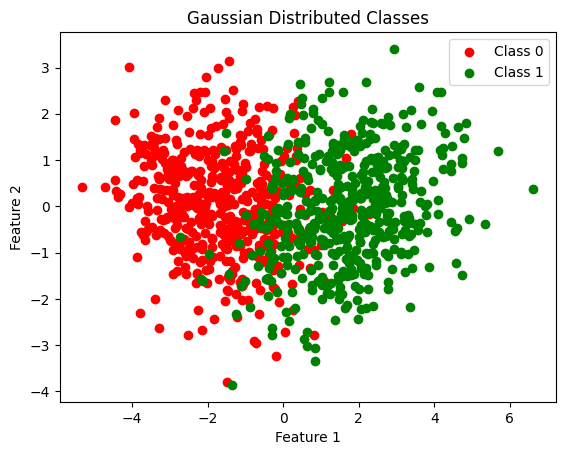 Gaussian Distributed Classes
Class 0
Class 1
3
2
1
0
−1
−2
−3
−4
Feature 2
−4
−2
0
2
4
6
Feature 1